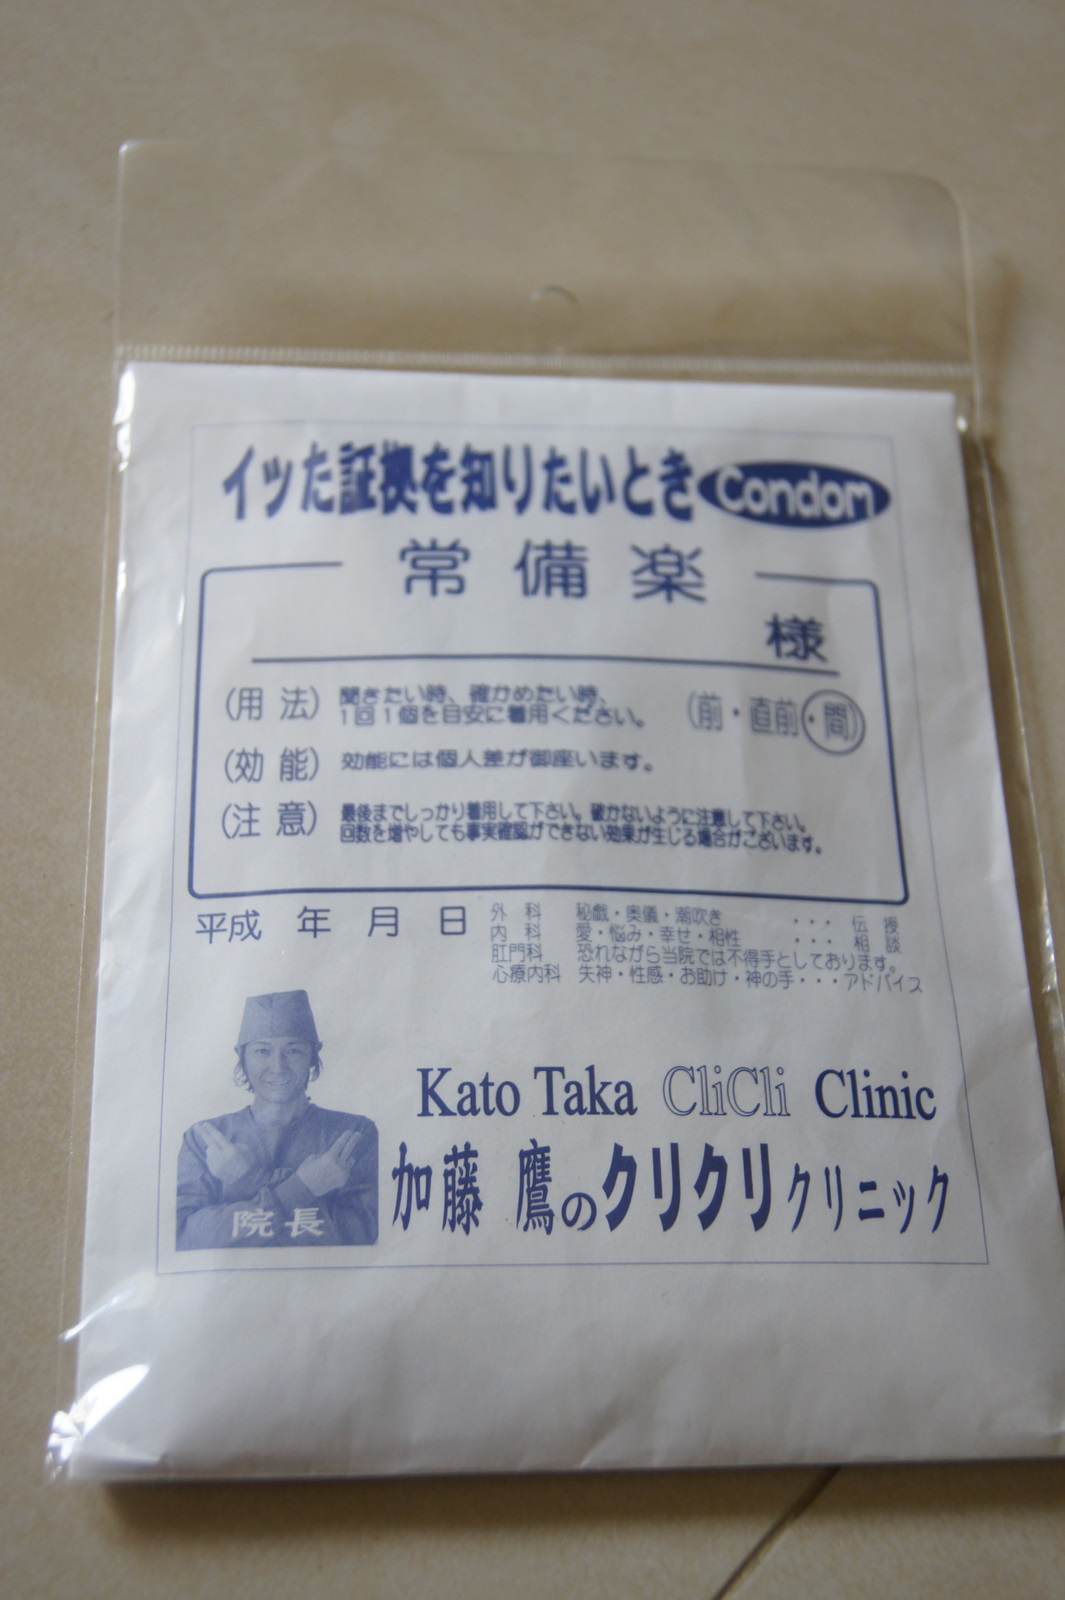 イッた証拠を知りたいとき Condom
常備楽
様
(用法) 聞きたい時、確かめたい時、
1回1個を目安に着用ください。 (前・直前・間)
(効能) 効能には個人差が御座います。
(注意) 最後までしっかり着用して下さい。破かないように注意して下さい。
回数を増やしても事実確認ができない効果が生じる場合がございます。
平成 年 月 日
外科 秘戯・奥儀・潮吹き ・・・ 伝授
内科 愛・悩み・幸せ・相性 ・・・ 相談
肛門科 恐れながら当院では不得手としております。
心療内科 失神・性感・お助け・神の手・・・アドバイス
Kato Taka CliCli Clinic
加藤 鷹のクリクリクリニック
院長